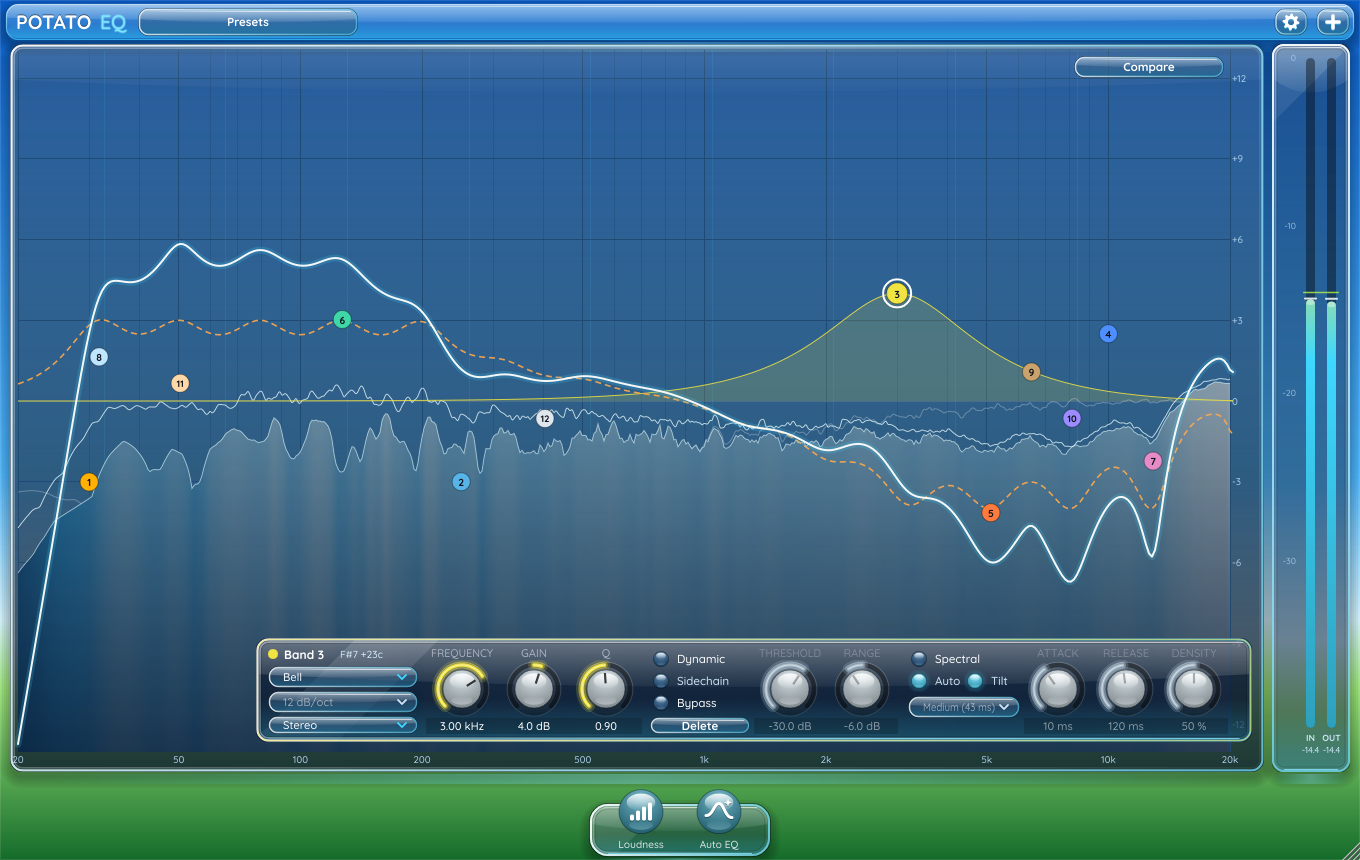 POTATO EQ
Presets
Compare
+12
+9
+6
+3
0
-3
-6
-12
0
-10
-20
-30
8
11
6
12
1
2
3
4
9
10
7
5
Band 3 F#7 +23c
Bell
12 dB/oct
Stereo
FREQUENCY GAIN Q
3.00 kHz 4.0 dB 0.90
Dynamic
Sidechain
Bypass
Delete
THRESHOLD RANGE
-30.0 dB -6.0 dB
Spectral
Auto Tilt
Medium (43 ms)
ATTACK RELEASE DENSITY
10 ms 120 ms 50 %
20 50 100 200 500 1k 2k 5k 10k 20k
IN OUT
-14.4 -14.4
Loudness Auto EQ